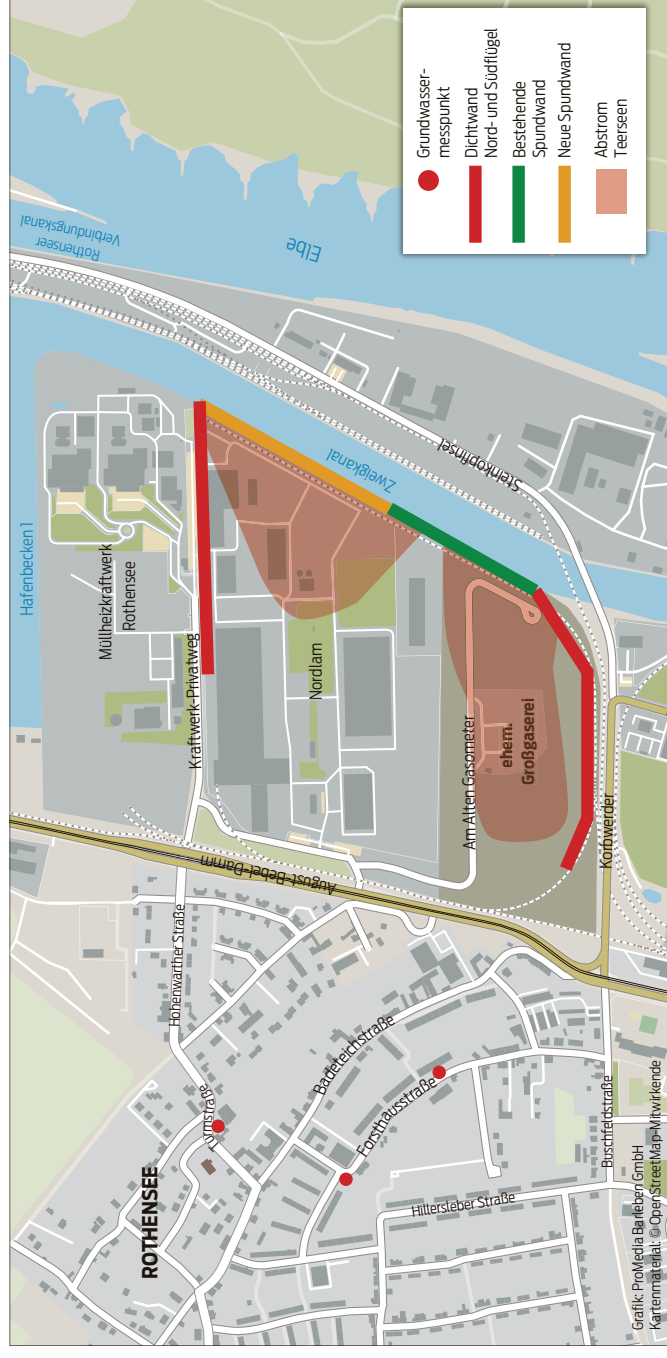 Hafenbecken 1
Müllheizkraftwerk
Rothensee
Kraftwerk-Privatweg
Nordlam
Am Alten Gasometer
ehem.
Großgaserei
Korbwerder
Zweigkanal
Steinkopfinsel
Rothenseer
Verbindungskanal
Elbe
August-Bebel-Damm
Hohenwarther Straße
Turmstraße
ROTHENSEE
Badeteichstraße
Forsthausstraße
Hillersleber Straße
Buschfeldstraße
Grundwasser-
messpunkt
Dichtwand
Nord- und Südflügel
Bestehende
Spundwand
Neue Spundwand
Abstrom
Teerseen
Grafik: ProMedia Barleben GmbH
Kartenmaterial: © OpenStreetMap-Mitwirkende